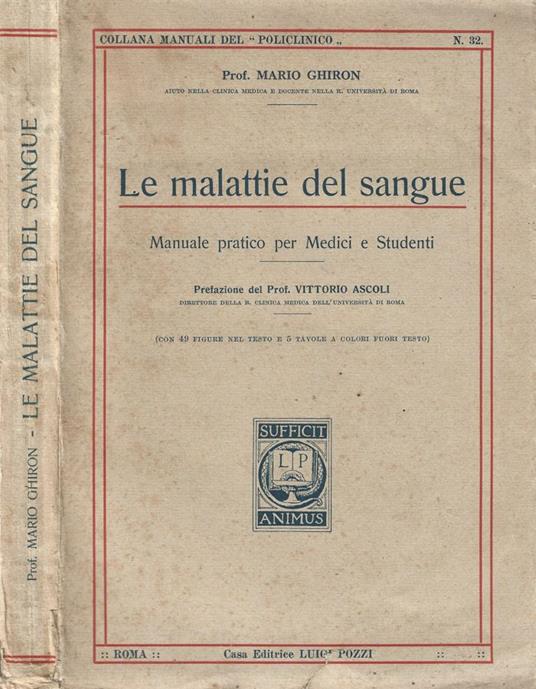 Prof. MARIO GHIRON - LE MALATTIE DEL SANGUE
COLLANA MANUALI DEL “ POLICLINICO „ N. 32.
Prof. MARIO GHIRON
AIUTO NELLA CLINICA MEDICA E DOCENTE NELLA R. UNIVERSITÀ DI ROMA
Le malattie del sangue
Manuale pratico per Medici e Studenti
Prefazione del Prof. VITTORIO ASCOLI
DIRETTORE DELLA R. CLINICA MEDICA DELL'UNIVERSITÀ DI ROMA
(CON 49 FIGURE NEL TESTO E 5 TAVOLE A COLORI FUORI TESTO)
SUFFICIT
L P
ANIMUS
:: ROMA :: Casa Editrice LUIGI POZZI :: ::